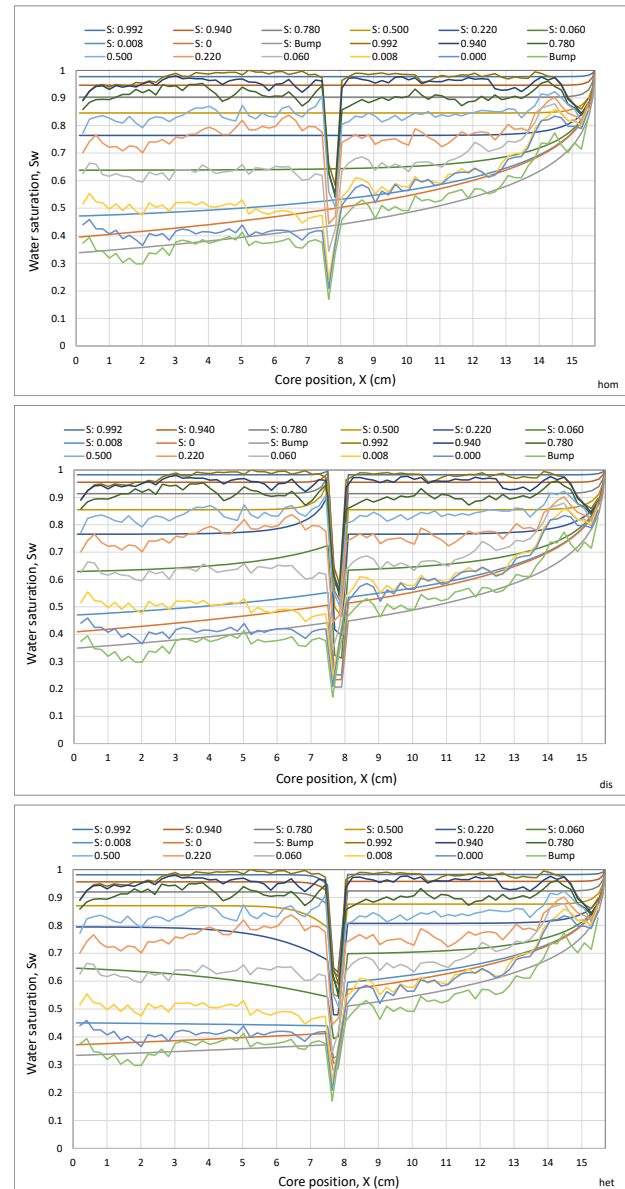 S: 0.992 S: 0.940 S: 0.780 S: 0.500 S: 0.220 S: 0.060
S: 0.008 S: 0 S: Bump 0.992 0.940 0.780
0.500 0.220 0.060 0.008 0.000 Bump
1
0.9
0.8
0.7
0.6
0.5
0.4
0.3
0.2
0.1
0
Water saturation, Sw
0 1 2 3 4 5 6 7 8 9 10 11 12 13 14 15
Core position, X (cm)
hom
S: 0.992 S: 0.940 S: 0.780 S: 0.500 S: 0.220 S: 0.060
S: 0.008 S: 0 S: Bump 0.992 0.940 0.780
0.500 0.220 0.060 0.008 0.000 Bump
1
0.9
0.8
0.7
0.6
0.5
0.4
0.3
0.2
0.1
0
Water saturation, Sw
0 1 2 3 4 5 6 7 8 9 10 11 12 13 14 15
Core position, X (cm)
dis
S: 0.992 S: 0.940 S: 0.780 S: 0.500 S: 0.220 S: 0.060
S: 0.008 S: 0 S: Bump 0.992 0.940 0.780
0.500 0.220 0.060 0.008 0.000 Bump
1
0.9
0.8
0.7
0.6
0.5
0.4
0.3
0.2
0.1
0
Water saturation, Sw
0 1 2 3 4 5 6 7 8 9 10 11 12 13 14 15
Core position, X (cm)
het